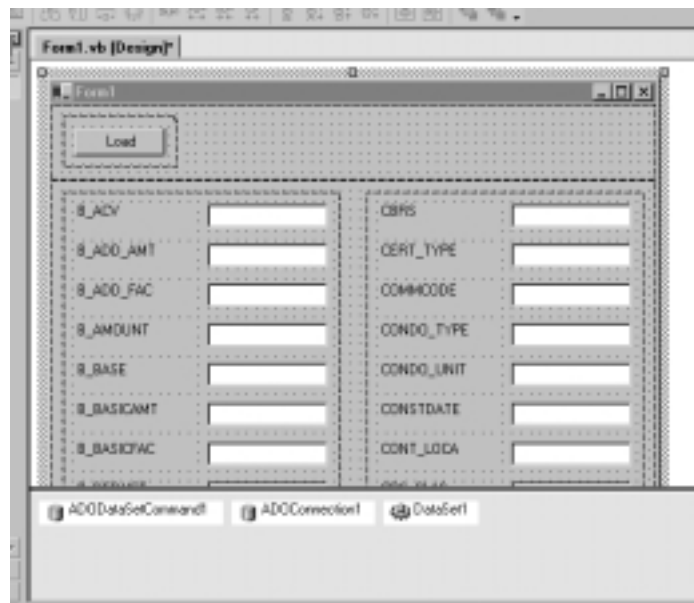 Form1.vb [Design]*
Form1
Load
B_ACV
CBRS
B_ADD_AMT
CERT_TYPE
B_ADD_FAC
COMMCODE
B_AMOUNT
CONDO_TYPE
B_BASE
CONDO_UNIT
B_BASICAMT
CONSTDATE
B_BASICFAC
CONT_LOCA
ADODataSetCommand1
ADOConnection1
DataSet1